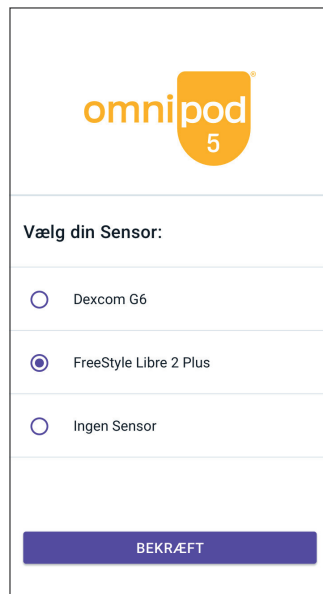 omnipod®
5
Vælg din Sensor:
Dexcom G6
FreeStyle Libre 2 Plus
Ingen Sensor
BEKRÆFT